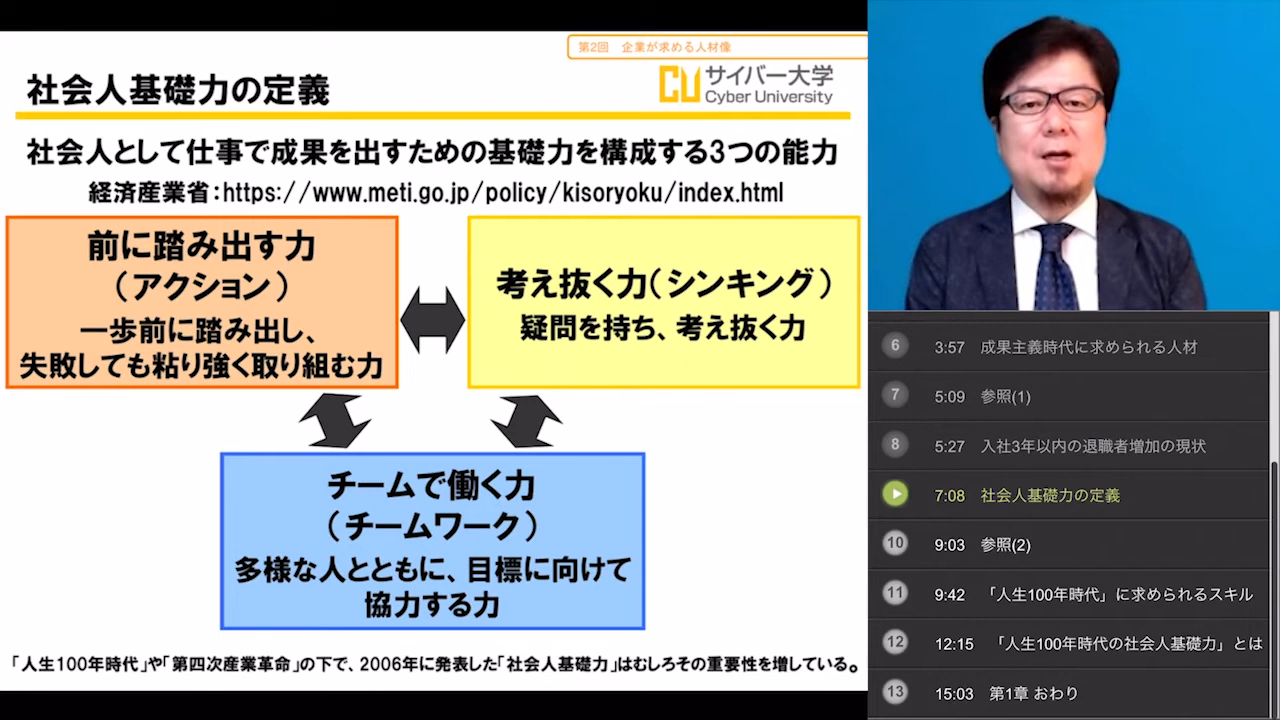 第2回 企業が求める人材像
社会人基礎力の定義
CU サイバー大学
Cyber University
社会人として仕事で成果を出すための基礎力を構成する3つの能力
経済産業省：https://www.meti.go.jp/policy/kisoryoku/index.html
前に踏み出す力
（アクション）
一歩前に踏み出し、
失敗しても粘り強く取り組む力
考え抜く力（シンキング）
疑問を持ち、考え抜く力
チームで働く力
（チームワーク）
多様な人とともに、目標に向けて
協力する力
「人生100年時代」や「第四次産業革命」の下で、2006年に発表した「社会人基礎力」はむしろその重要性を増している。
6 3:57 成果主義時代に求められる人材
7 5:09 参照(1)
8 5:27 入社3年以内の退職者増加の現状
7:08 社会人基礎力の定義
10 9:03 参照(2)
11 9:42 「人生100年時代」に求められるスキル
12 12:15 「人生100年時代の社会人基礎力」とは
13 15:03 第1章 おわり